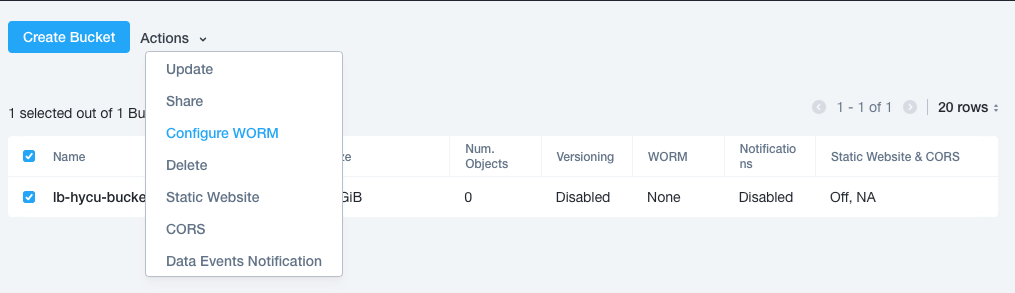 Create Bucket Actions
Update
Share
1 selected out of 1 Bu
1 - 1 of 1 20 rows
Configure WORM
Name
Num. Objects
Versioning
WORM
Notificatio
ns
Static Website & CORS
Delete
Static Website
lb-hycu-bucke
GiB
0
Disabled
None
Disabled
Off, NA
CORS
Data Events Notification